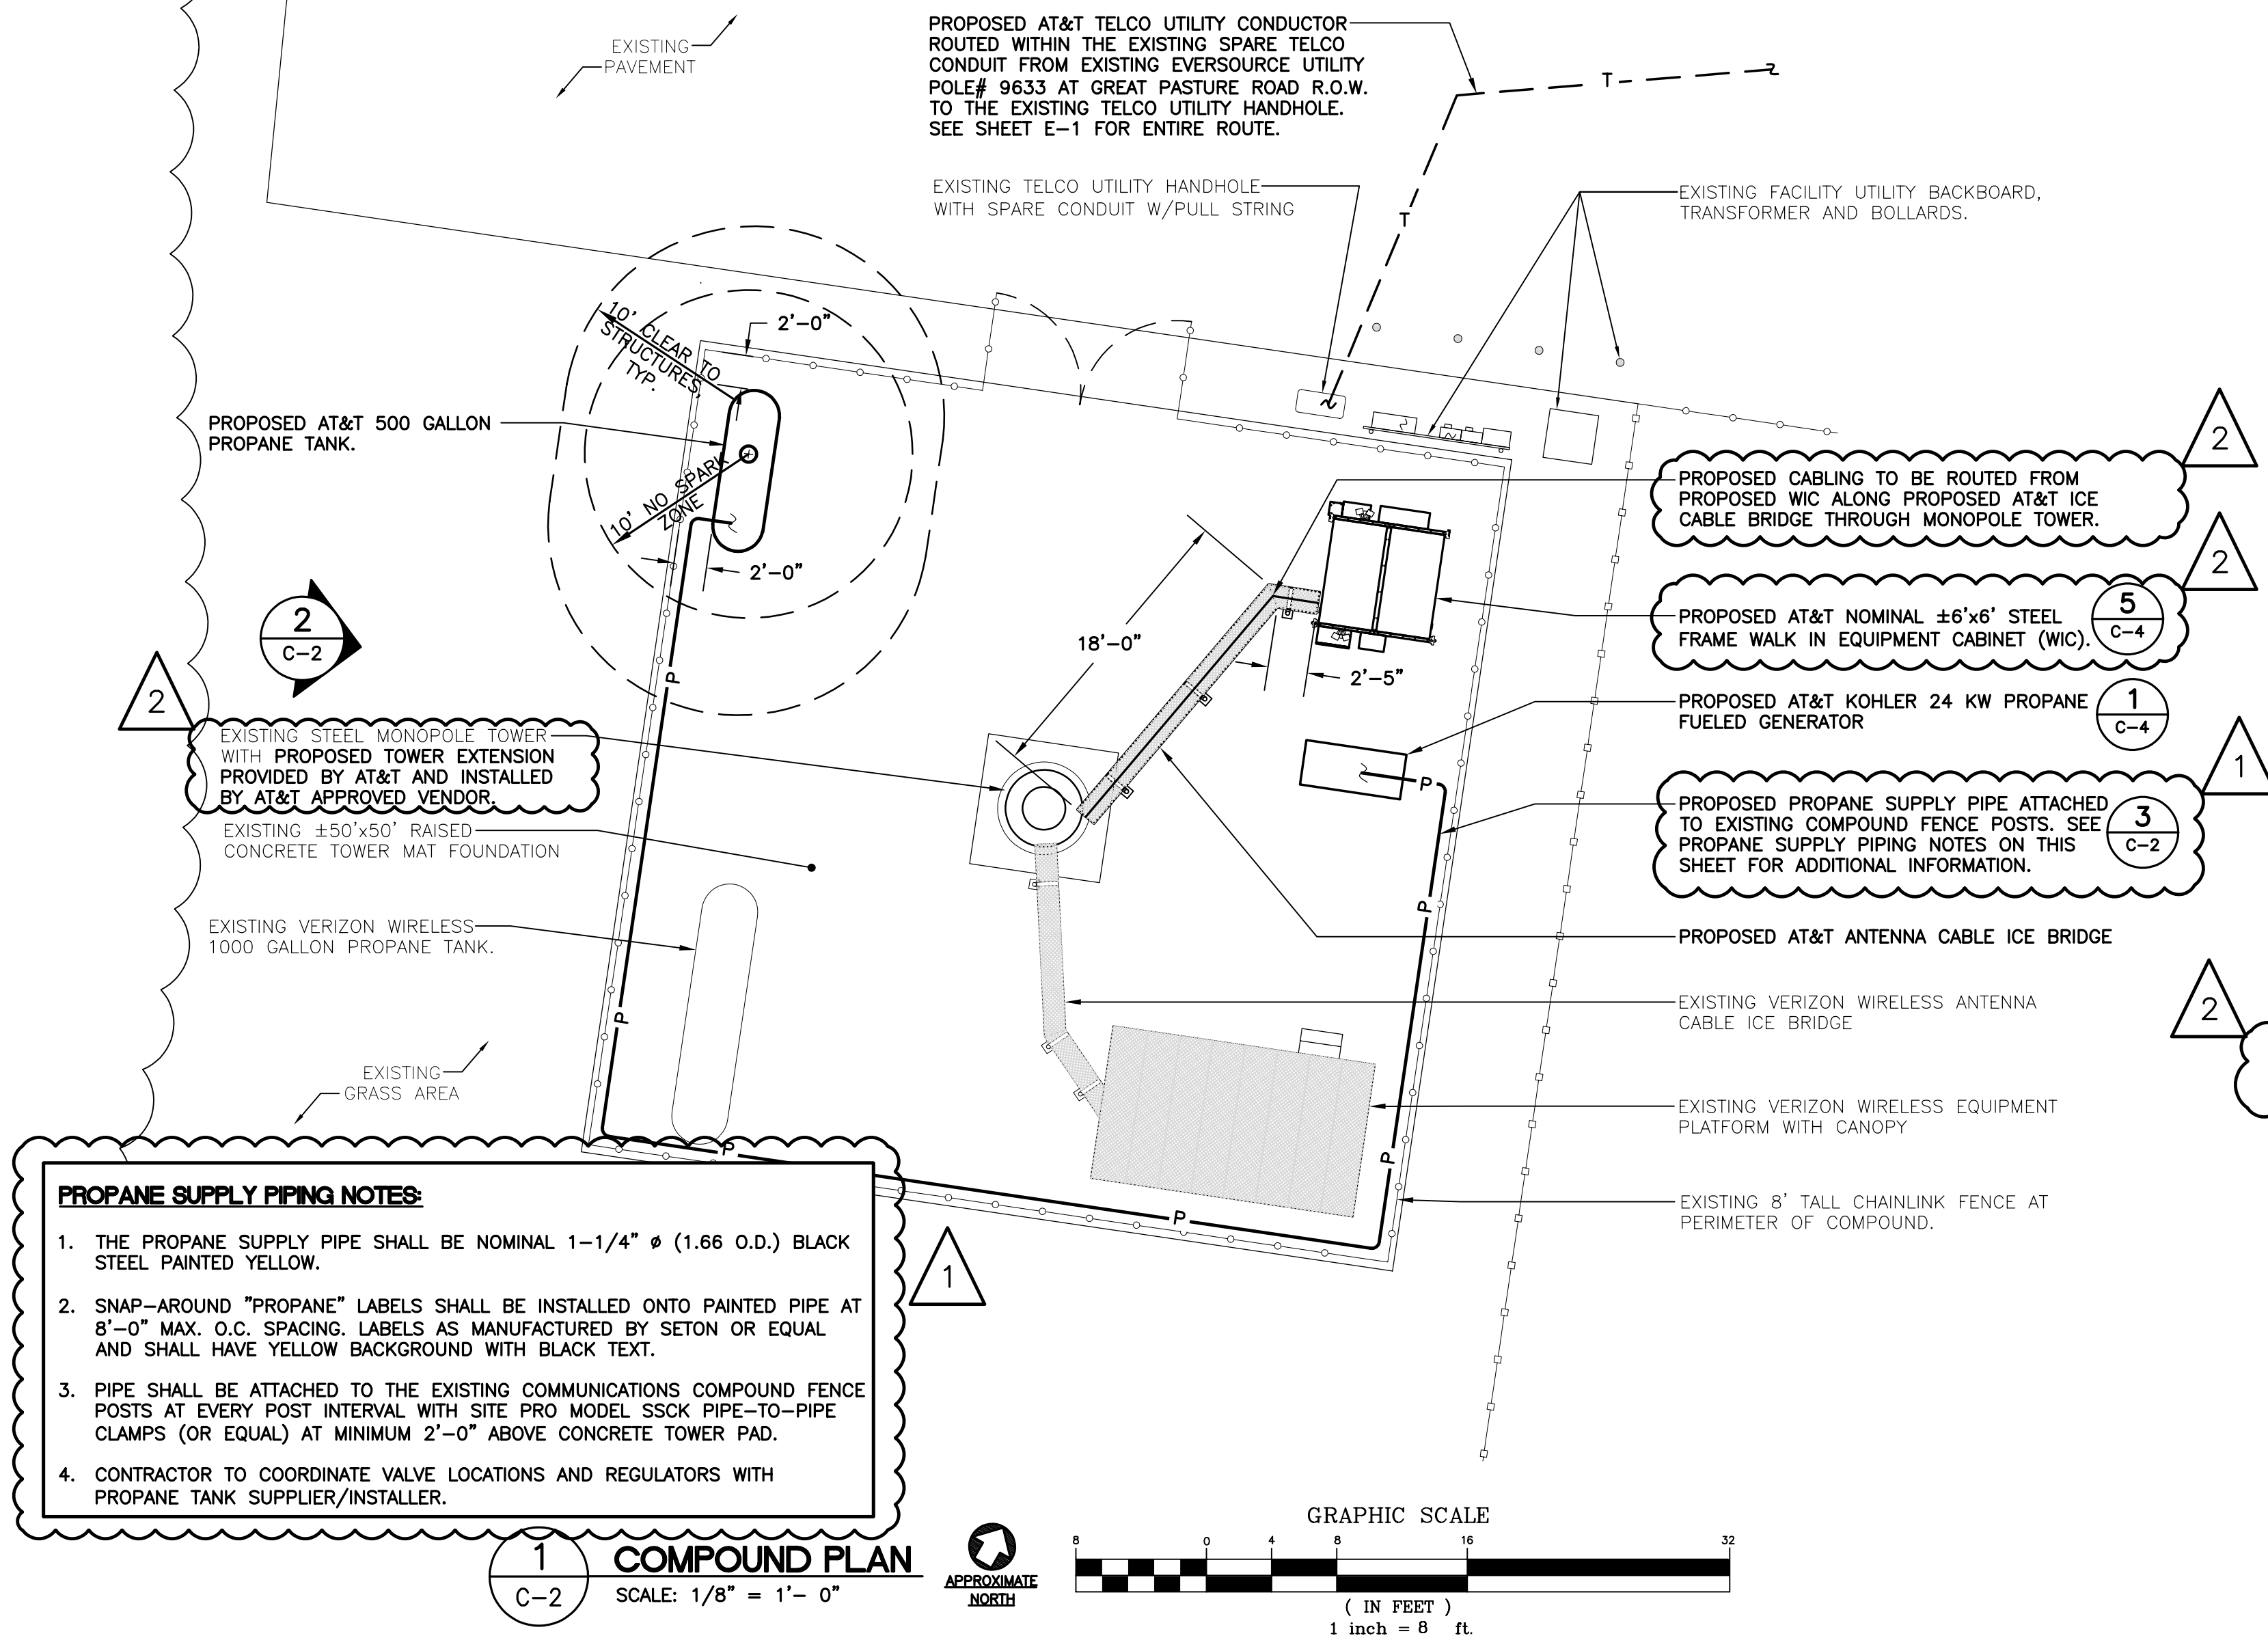 EXISTING
PAVEMENT
PROPOSED AT&T TELCO UTILITY CONDUCTOR
ROUTED WITHIN THE EXISTING SPARE TELCO
CONDUIT FROM EXISTING EVERSOURCE UTILITY
POLE# 9633 AT GREAT PASTURE ROAD R.O.W.
TO THE EXISTING TELCO UTILITY HANDHOLE.
SEE SHEET E-1 FOR ENTIRE ROUTE.
T
T
EXISTING TELCO UTILITY HANDHOLE
WITH SPARE CONDUIT W/PULL STRING
EXISTING FACILITY UTILITY BACKBOARD,
TRANSFORMER AND BOLLARDS.
10' CLEAR TO
STRUCTURES,
TYP.
2'-0"
PROPOSED AT&T 500 GALLON
PROPANE TANK.
10' NO SPARK
ZONE
2'-0"
2
PROPOSED CABLING TO BE ROUTED FROM
PROPOSED WIC ALONG PROPOSED AT&T ICE
CABLE BRIDGE THROUGH MONOPOLE TOWER.
2
PROPOSED AT&T NOMINAL ±6'x6' STEEL
FRAME WALK IN EQUIPMENT CABINET (WIC).
5
C-4
2
C-2
18'-0"
2'-5"
P
2
PROPOSED AT&T KOHLER 24 KW PROPANE
FUELED GENERATOR
1
C-4
EXISTING STEEL MONOPOLE TOWER
WITH PROPOSED TOWER EXTENSION
PROVIDED BY AT&T AND INSTALLED
BY AT&T APPROVED VENDOR.
1
P
PROPOSED PROPANE SUPPLY PIPE ATTACHED
TO EXISTING COMPOUND FENCE POSTS. SEE
PROPANE SUPPLY PIPING NOTES ON THIS
SHEET FOR ADDITIONAL INFORMATION.
3
C-2
EXISTING ±50'x50' RAISED
CONCRETE TOWER MAT FOUNDATION
P
EXISTING VERIZON WIRELESS
1000 GALLON PROPANE TANK.
PROPOSED AT&T ANTENNA CABLE ICE BRIDGE
P
EXISTING VERIZON WIRELESS ANTENNA
CABLE ICE BRIDGE
2
EXISTING
GRASS AREA
EXISTING VERIZON WIRELESS EQUIPMENT
PLATFORM WITH CANOPY
P
P
P
EXISTING 8' TALL CHAINLINK FENCE AT
PERIMETER OF COMPOUND.
PROPANE SUPPLY PIPING NOTES:
1. THE PROPANE SUPPLY PIPE SHALL BE NOMINAL 1-1/4" ø (1.66 O.D.) BLACK
STEEL PAINTED YELLOW.
2. SNAP-AROUND "PROPANE" LABELS SHALL BE INSTALLED ONTO PAINTED PIPE AT
8'-0" MAX. O.C. SPACING. LABELS AS MANUFACTURED BY SETON OR EQUAL
AND SHALL HAVE YELLOW BACKGROUND WITH BLACK TEXT.
3. PIPE SHALL BE ATTACHED TO THE EXISTING COMMUNICATIONS COMPOUND FENCE
POSTS AT EVERY POST INTERVAL WITH SITE PRO MODEL SSCK PIPE-TO-PIPE
CLAMPS (OR EQUAL) AT MINIMUM 2'-0" ABOVE CONCRETE TOWER PAD.
4. CONTRACTOR TO COORDINATE VALVE LOCATIONS AND REGULATORS WITH
PROPANE TANK SUPPLIER/INSTALLER.
1
1
C-2
COMPOUND PLAN
SCALE: 1/8" = 1'- 0"
APPROXIMATE
NORTH
GRAPHIC SCALE
8 0 4 8 16 32
( IN FEET )
1 inch = 8 ft.